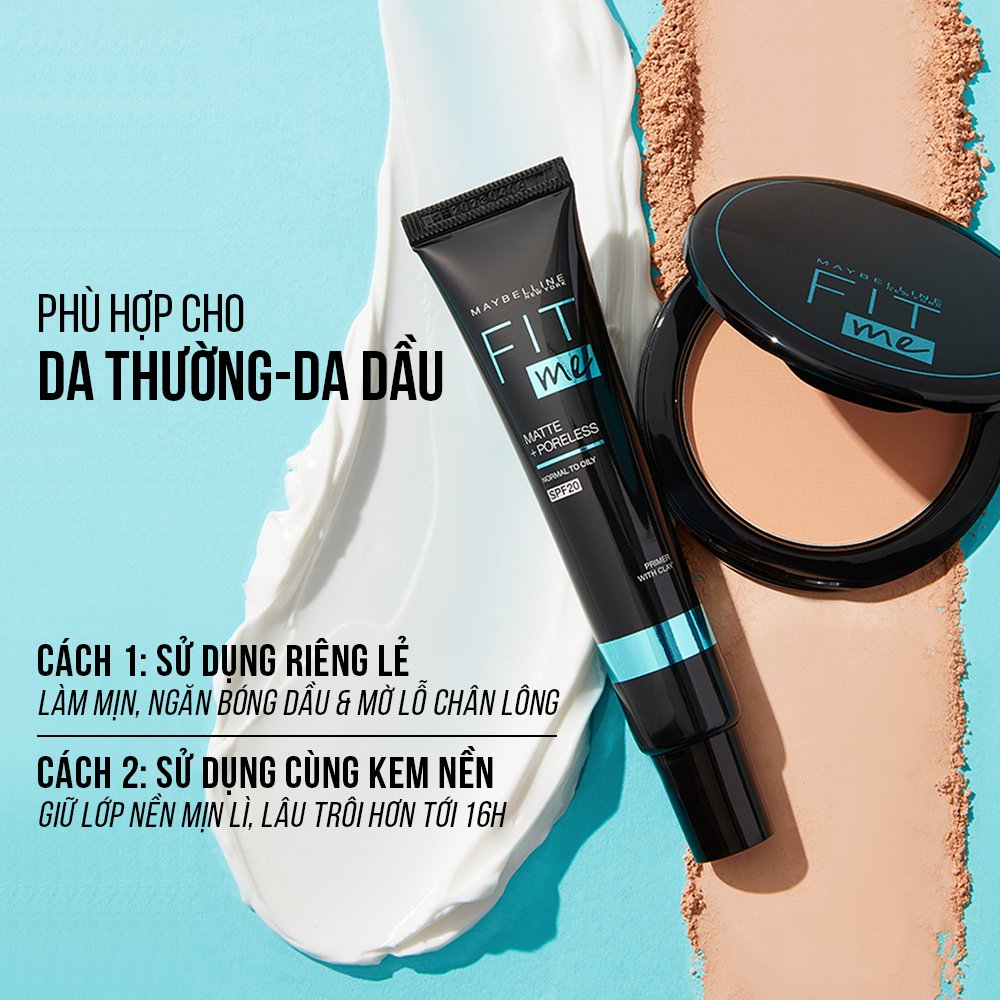 PHÙ HỢP CHO
DA THƯỜNG-DA DẦU
CÁCH 1: SỬ DỤNG RIÊNG LẺ
LÀM MỊN, NGĂN BÓNG DẦU & MỜ LỖ CHÂN LÔNG
CÁCH 2: SỬ DỤNG CÙNG KEM NỀN
GIỮ LỚP NỀN MỊN LÌ, LÂU TRÔI HƠN TỚI 16H
MAYBELLINE
NEW YORK
FIT
me
MATTE
+PORELESS
NORMAL TO OILY
SPF20
PRIMER
WITH CLAY
MAYBELLINE
NEW YORK
FIT
me